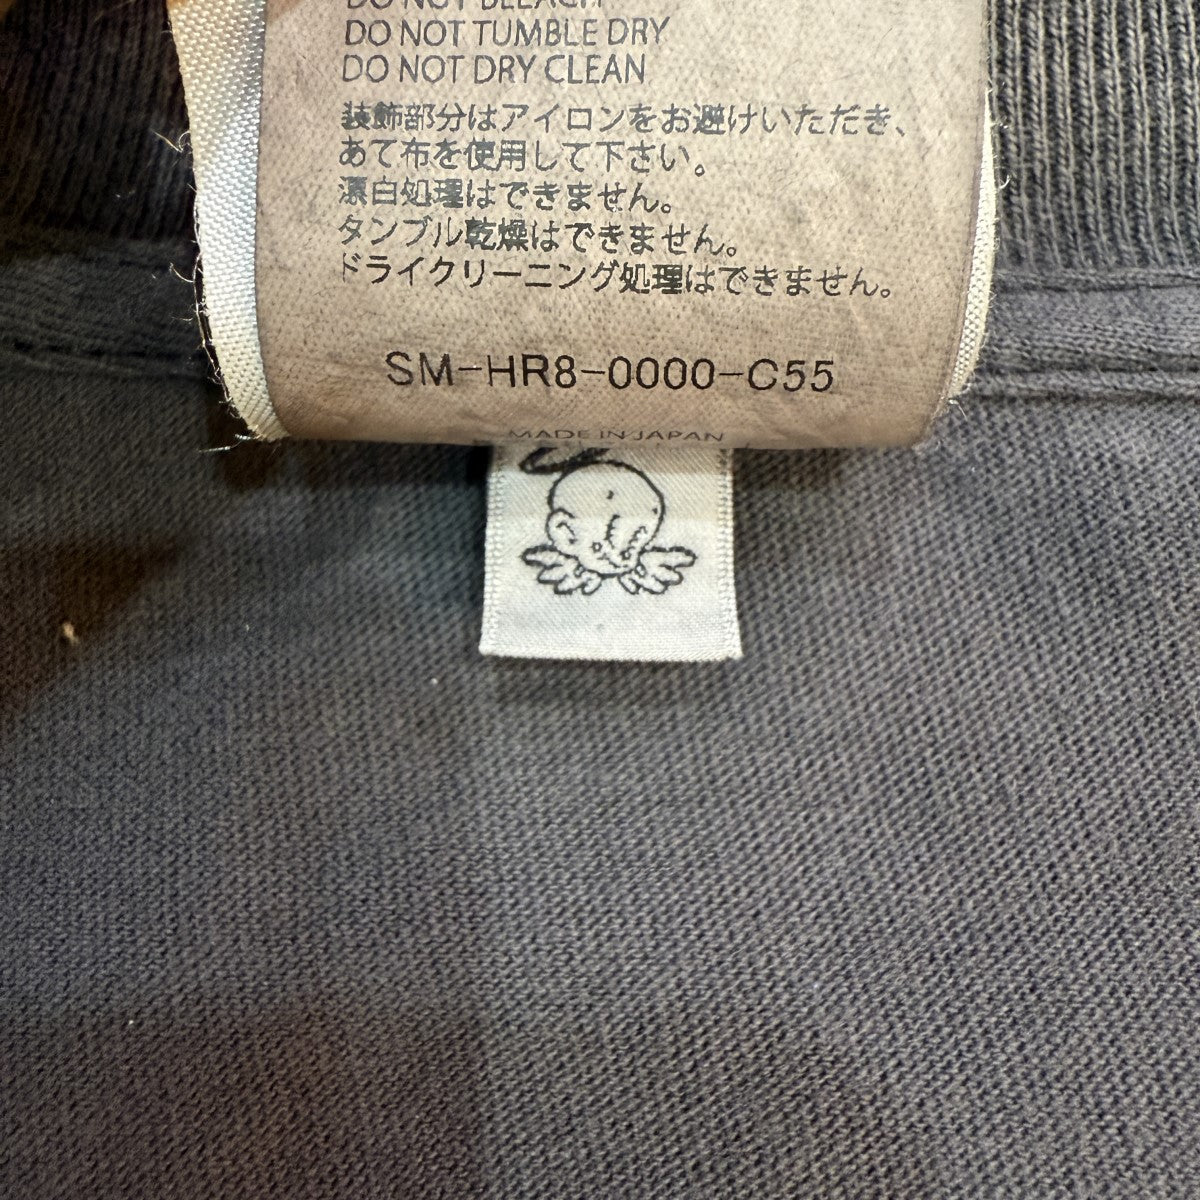 DO NOT BLEACH
DO NOT TUMBLE DRY
DO NOT DRY CLEAN
装飾部分はアイロンをお避けいただき、
あて布を使用して下さい。
漂白処理はできません。
タンブル乾燥はできません。
ドライクリーニング処理はできません。
SM-HR8-0000-C55
MADE IN JAPAN